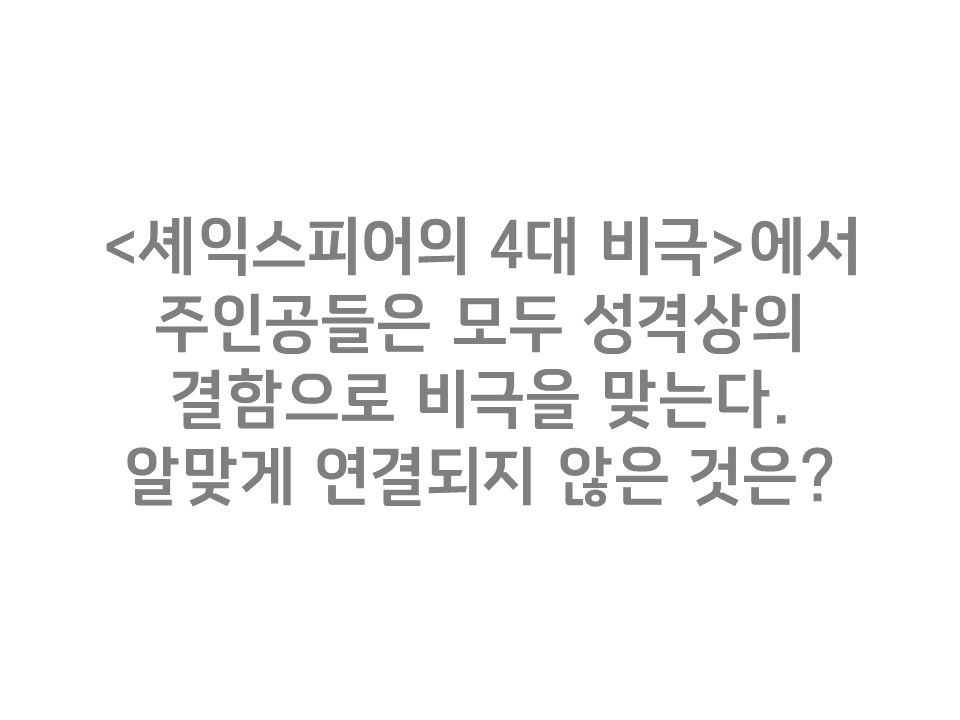 <셰익스피어의 4대 비극>에서
주인공들은 모두 성격상의
결함으로 비극을 맞는다.
알맞게 연결되지 않은 것은?